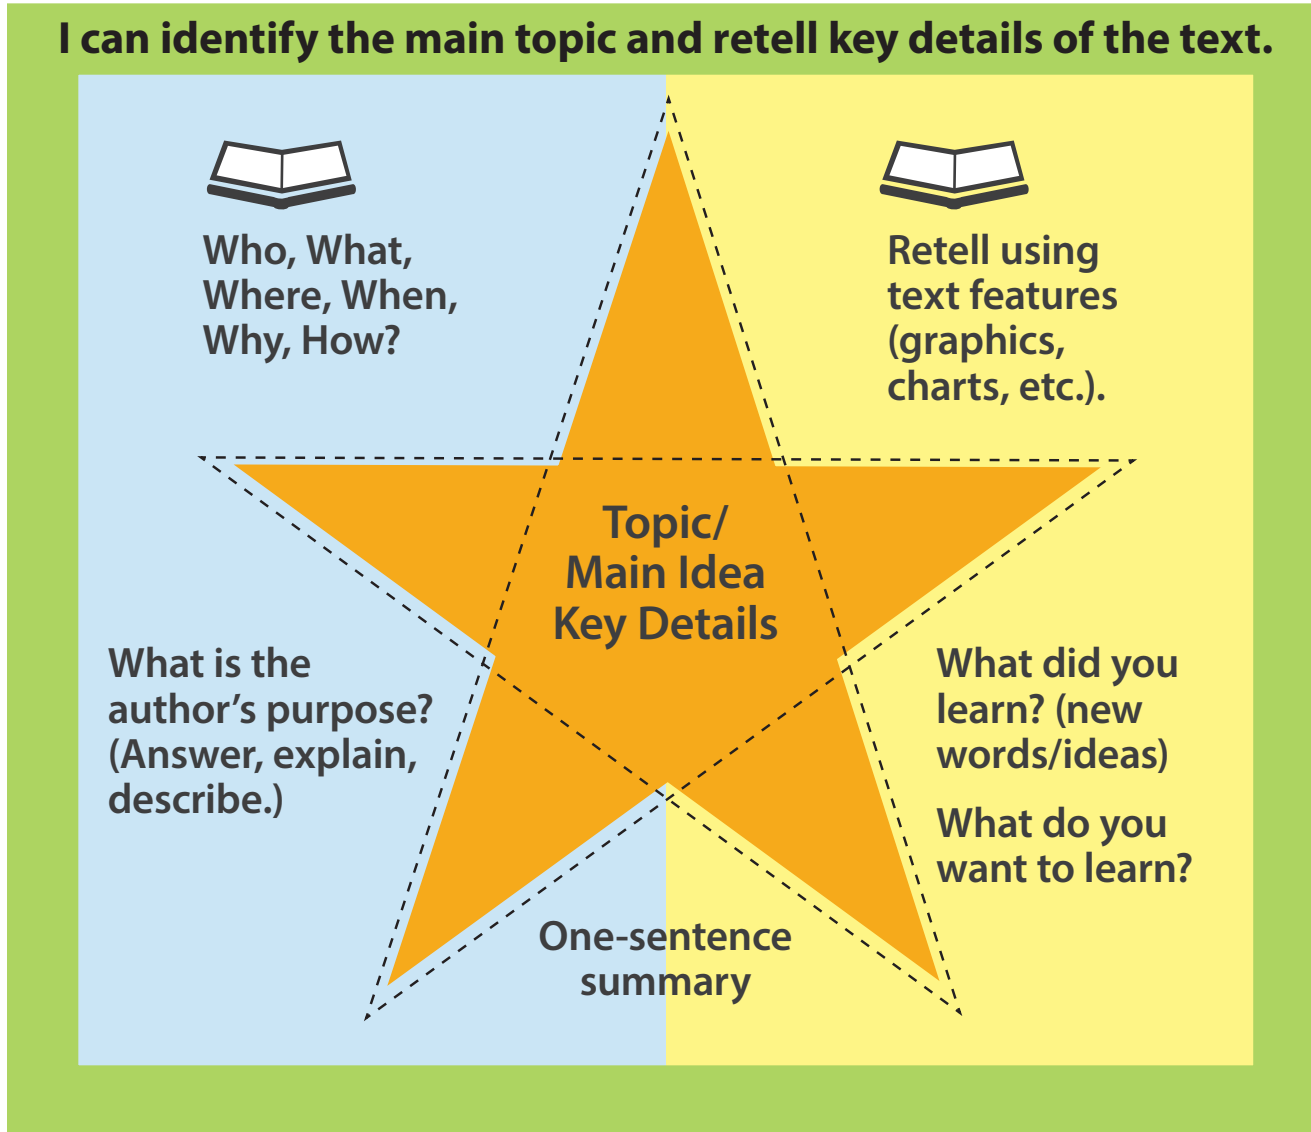 I can identify the main topic and retell key details of the text.
Who, What,
Where, When,
Why, How?
Retell using
text features
(graphics,
charts, etc.).
Topic/
Main Idea
Key Details
What is the
author’s purpose?
(Answer, explain,
describe.)
What did you
learn? (new
words/ideas)
What do you
want to learn?
One-sentence
summary